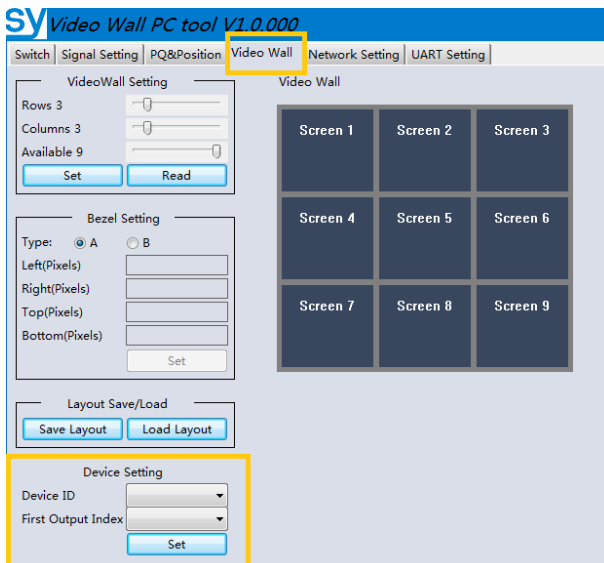 sy Video Wall PC tool V1.0.000
Switch Signal Setting PQ&Position Video Wall Network Setting UART Setting
VideoWall Setting
Rows 3
Columns 3
Available 9
Set Read
Bezel Setting
Type: A B
Left(Pixels)
Right(Pixels)
Top(Pixels)
Bottom(Pixels)
Set
Layout Save/Load
Save Layout Load Layout
Device Setting
Device ID
First Output Index
Set
Video Wall
Screen 1 Screen 2 Screen 3
Screen 4 Screen 5 Screen 6
Screen 7 Screen 8 Screen 9